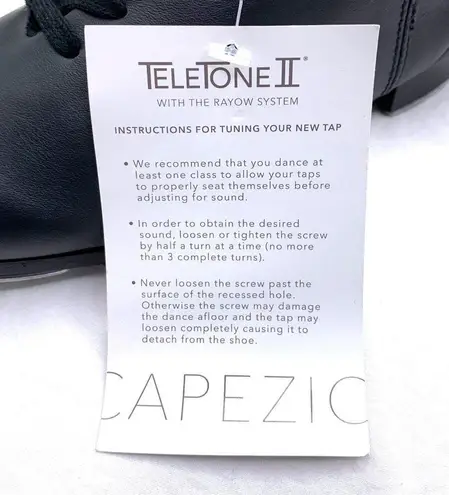 TELETONE II®
WITH THE RAYOW SYSTEM
INSTRUCTIONS FOR TUNING YOUR NEW TAP
• We recommend that you dance at
least one class to allow your taps
to properly seat themselves before
adjusting for sound.
• In order to obtain the desired
sound, loosen or tighten the screw
by half a turn at a time (no more
than 3 complete turns).
• Never loosen the screw past the
surface of the recessed hole.
Otherwise the screw may damage
the dance afloor and the tap may
loosen completely causing it to
detach from the shoe.
CAPEZIO